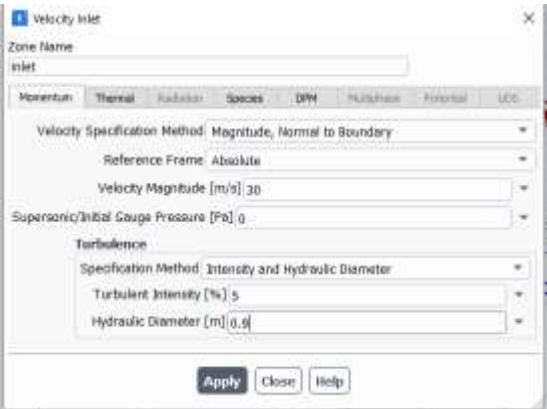 Velocity Inlet
Zone Name
inlet
Momentum Thermal Radiation Species DPM Multiphase Potential UDS
Velocity Specification Method Magnitude, Normal to Boundary
Reference Frame Absolute
Velocity Magnitude [m/s] 30
Supersonic/Initial Gauge Pressure [Pa] 0
Turbulence
Specification Method Intensity and Hydraulic Diameter
Turbulent Intensity [%] 5
Hydraulic Diameter [m] 0.9
Apply Close Help